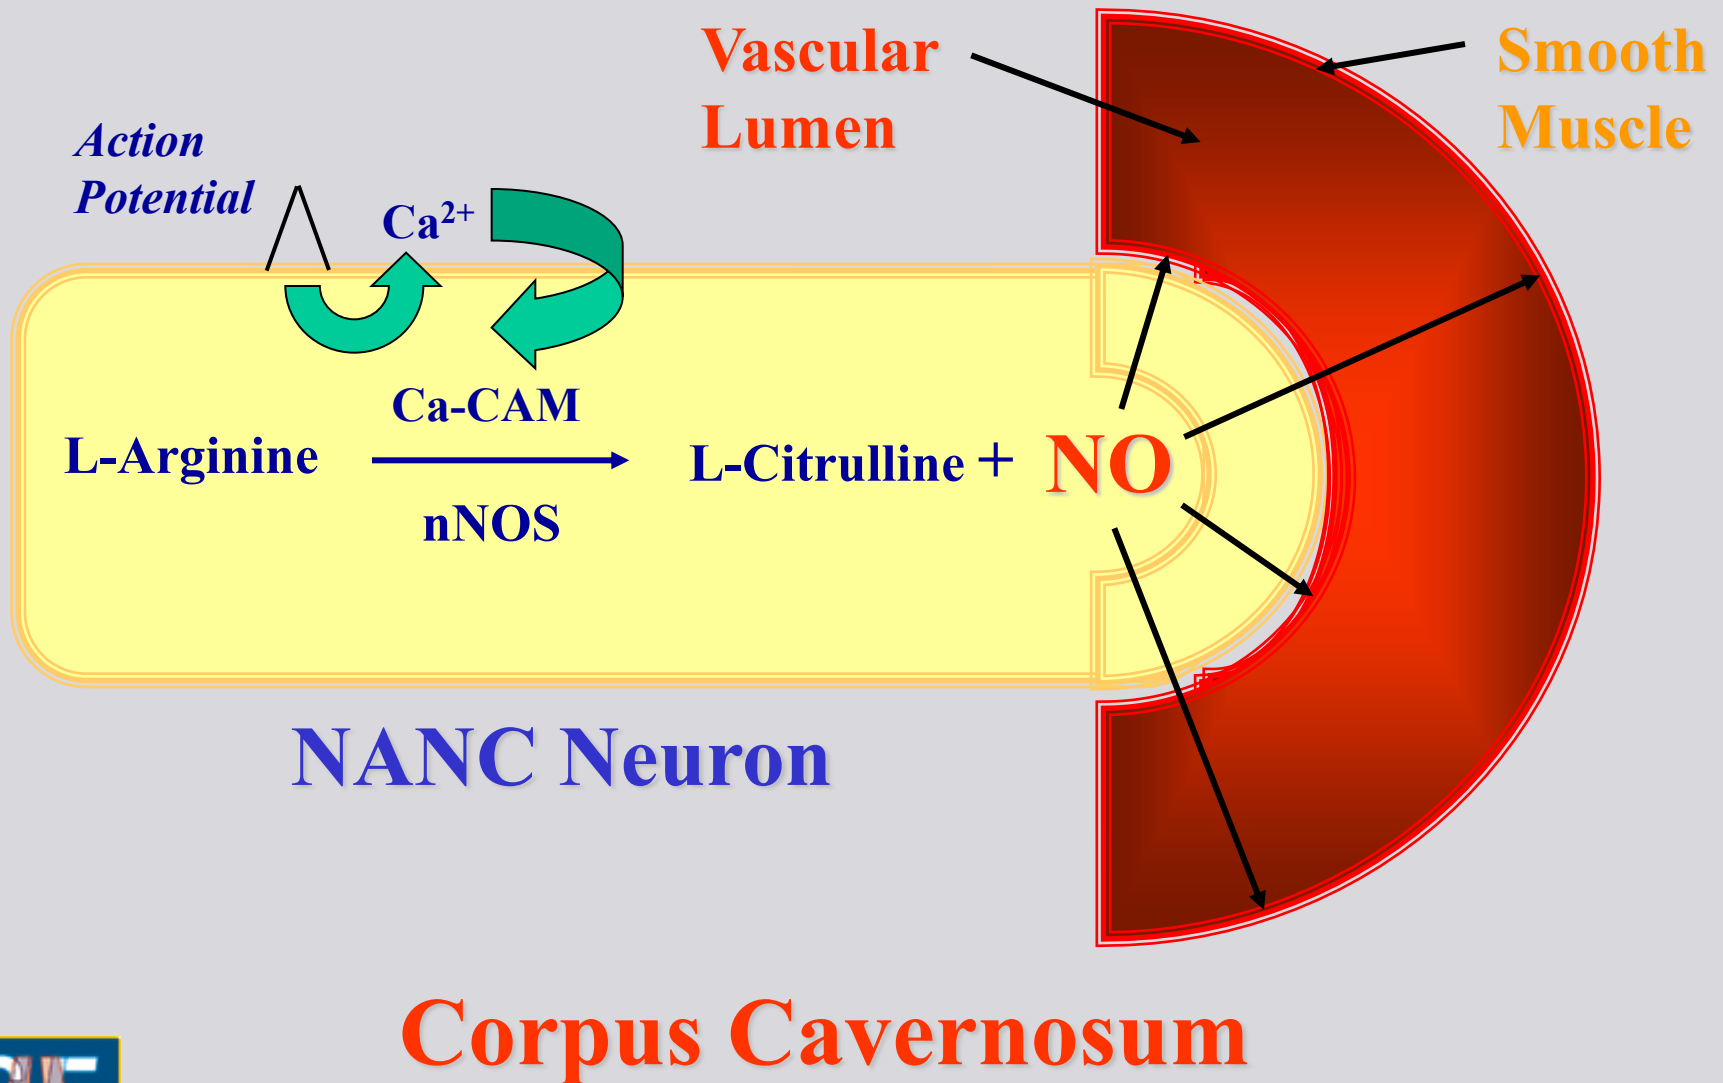 Vascular
Lumen
Smooth
Muscle
Action
Potential
Ca²⁺
Ca-CAM
L-Arginine
L-Citrulline + NO
nNOS
NANC Neuron
Corpus Cavernosum